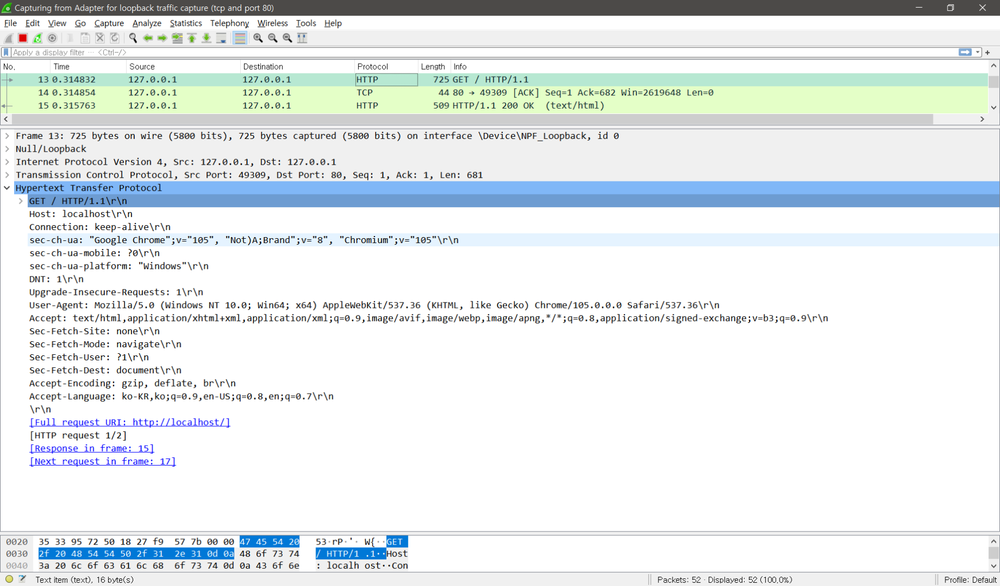 Capturing from Adapter for loopback traffic capture (tcp and port 80)
File Edit View Go Capture Analyze Statistics Telephony Wireless Tools Help
Apply a display filter ··· <Ctrl-/>
+
No. Time Source Destination Protocol Length Info
13 0.314832 127.0.0.1 127.0.0.1 HTTP 725 GET / HTTP/1.1
14 0.314854 127.0.0.1 127.0.0.1 TCP 44 80 → 49309 [ACK] Seq=1 Ack=682 Win=2619648 Len=0
15 0.315763 127.0.0.1 127.0.0.1 HTTP 509 HTTP/1.1 200 OK  (text/html)
Frame 13: 725 bytes on wire (5800 bits), 725 bytes captured (5800 bits) on interface \Device\NPF_Loopback, id 0
Null/Loopback
Internet Protocol Version 4, Src: 127.0.0.1, Dst: 127.0.0.1
Transmission Control Protocol, Src Port: 49309, Dst Port: 80, Seq: 1, Ack: 1, Len: 681
Hypertext Transfer Protocol
GET / HTTP/1.1\r\n
Host: localhost\r\n
Connection: keep-alive\r\n
sec-ch-ua: "Google Chrome";v="105", "Not)A;Brand";v="8", "Chromium";v="105"\r\n
sec-ch-ua-mobile: ?0\r\n
sec-ch-ua-platform: "Windows"\r\n
DNT: 1\r\n
Upgrade-Insecure-Requests: 1\r\n
User-Agent: Mozilla/5.0 (Windows NT 10.0; Win64; x64) AppleWebKit/537.36 (KHTML, like Gecko) Chrome/105.0.0.0 Safari/537.36\r\n
Accept: text/html,application/xhtml+xml,application/xml;q=0.9,image/avif,image/webp,image/apng,*/*;q=0.8,application/signed-exchange;v=b3;q=0.9\r\n
Sec-Fetch-Site: none\r\n
Sec-Fetch-Mode: navigate\r\n
Sec-Fetch-User: ?1\r\n
Sec-Fetch-Dest: document\r\n
Accept-Encoding: gzip, deflate, br\r\n
Accept-Language: ko-KR,ko;q=0.9,en-US;q=0.8,en;q=0.7\r\n
\r\n
[Full request URI: http://localhost/]
[HTTP request 1/2]
[Response in frame: 15]
[Next request in frame: 17]
0020 35 33 95 72 50 18 27 f9 57 7b 00 00 47 45 54 20 53·rP·'· W{··GET
0030 2f 20 48 54 54 50 2f 31 2e 31 0d 0a 48 6f 73 74 / HTTP/1 .1··Host
0040 3a 20 6c 6f 63 61 6c 68 6f 73 74 0d 0a 43 6f 6e : localh ost··Con
Text item (text), 16 byte(s) Packets: 52 · Displayed: 52 (100.0%) Profile: Default